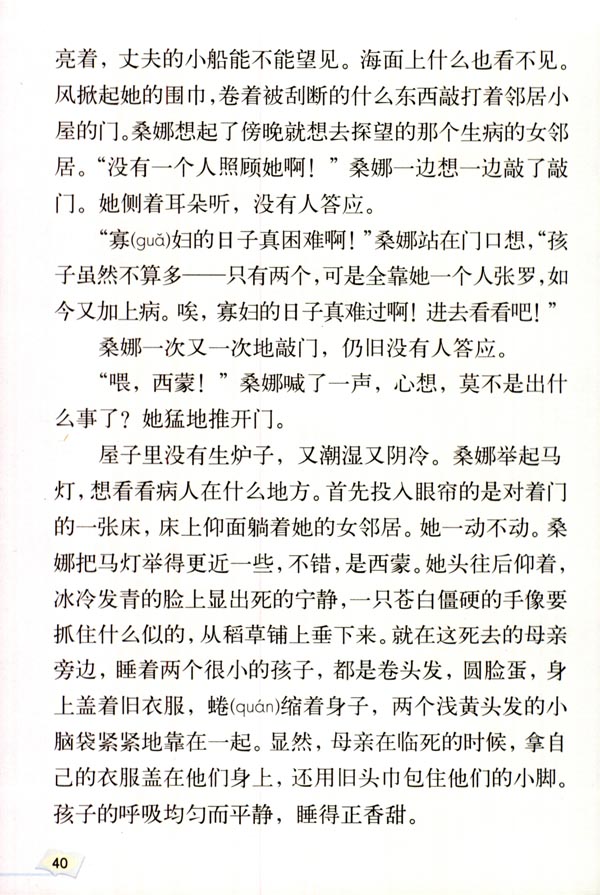 亮着，丈夫的小船能不能望见。海面上什么也看不见。
风掀起她的围巾，卷着被刮断的什么东西敲打着邻居小
屋的门。桑娜想起了傍晚就想去探望的那个生病的女邻
居。“没有一个人照顾她啊！”桑娜一边想一边敲了敲
门。她侧着耳朵听，没有人答应。
“寡(guǎ)妇的日子真困难啊！”桑娜站在门口想，“孩
子虽然不算多——只有两个，可是全靠她一个人张罗，如
今又加上病。唉，寡妇的日子真难过啊！进去看看吧！”
桑娜一次又一次地敲门，仍旧没有人答应。
“喂，西蒙！”桑娜喊了一声，心想，莫不是出什
么事了？她猛地推开门。
屋子里没有生炉子，又潮湿又阴冷。桑娜举起马
灯，想看看病人在什么地方。首先投入眼帘的是对着门
的一张床，床上仰面躺着她的女邻居。她一动不动。桑
娜把马灯举得更近一些，不错，是西蒙。她头往后仰着，
冰冷发青的脸上显出死的宁静，一只苍白僵硬的手像要
抓住什么似的，从稻草铺上垂下来。就在这死去的母亲
旁边，睡着两个很小的孩子，都是卷头发，圆脸蛋，身
上盖着旧衣服，蜷(quán)缩着身子，两个浅黄头发的小
脑袋紧紧地靠在一起。显然，母亲在临死的时候，拿自
己的衣服盖在他们身上，还用旧头巾包住他们的小脚。
孩子的呼吸均匀而平静，睡得正香甜。
40